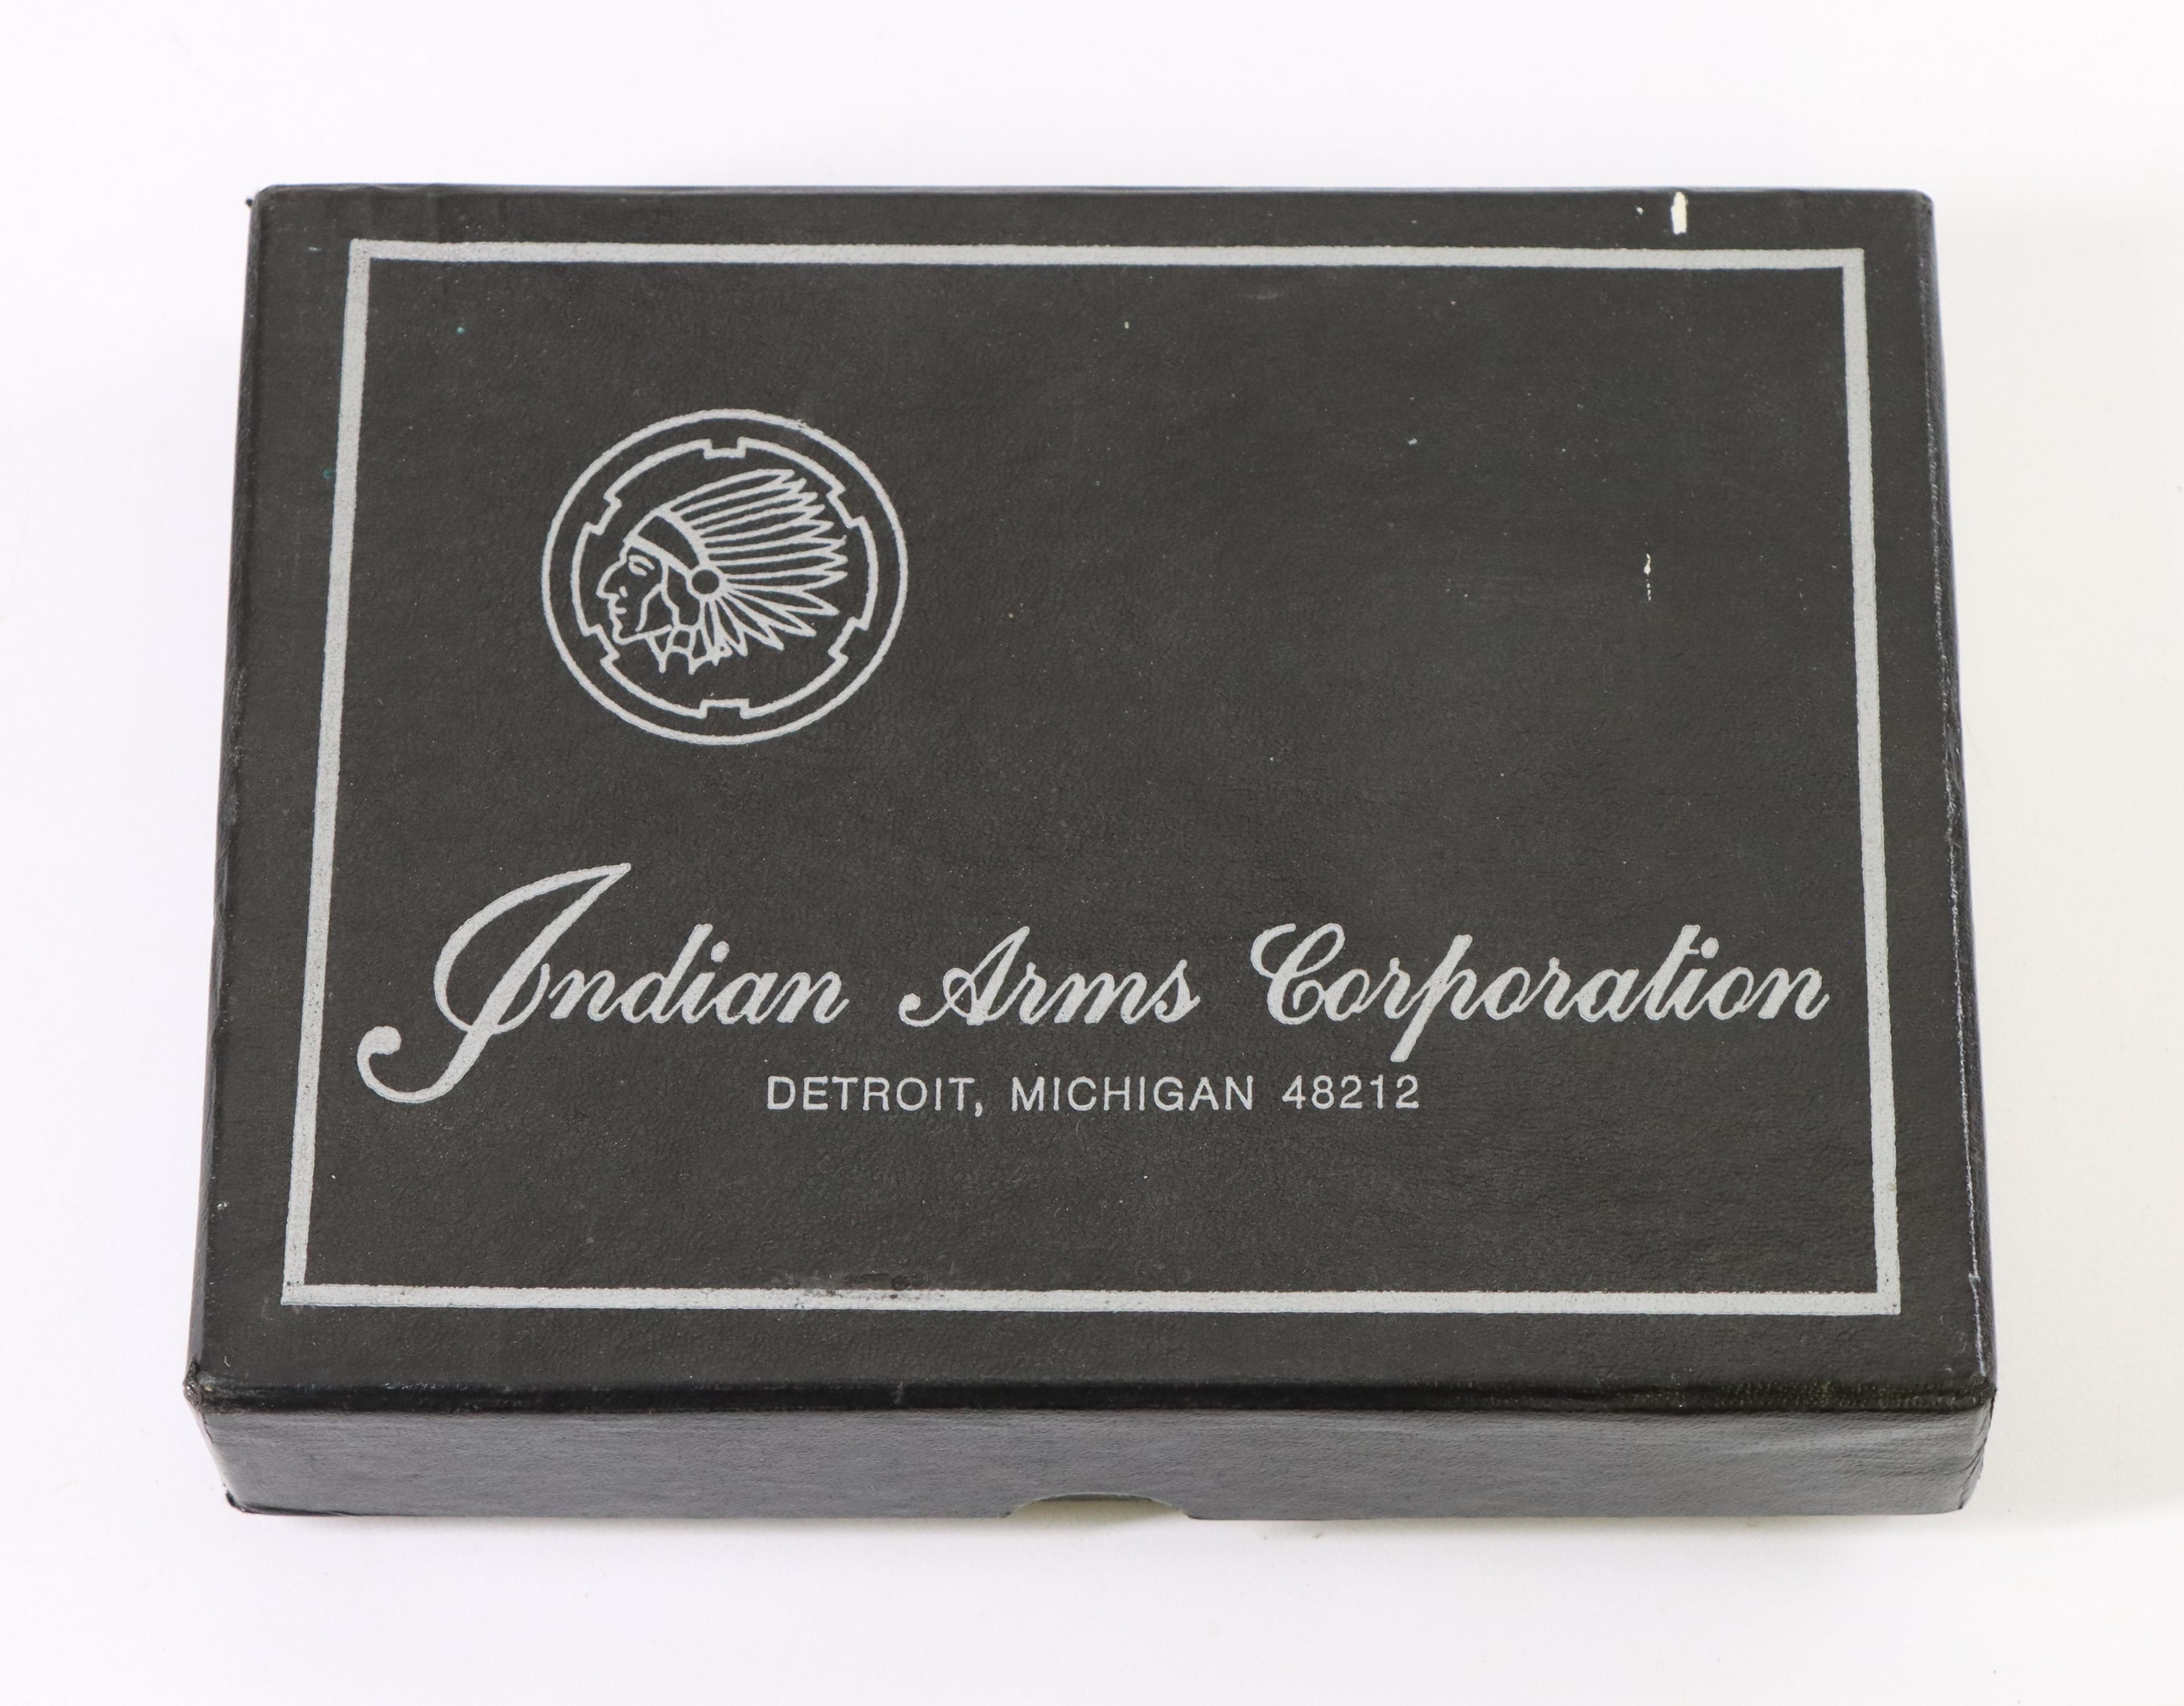 Indian Arms Corporation
DETROIT, MICHIGAN 48212